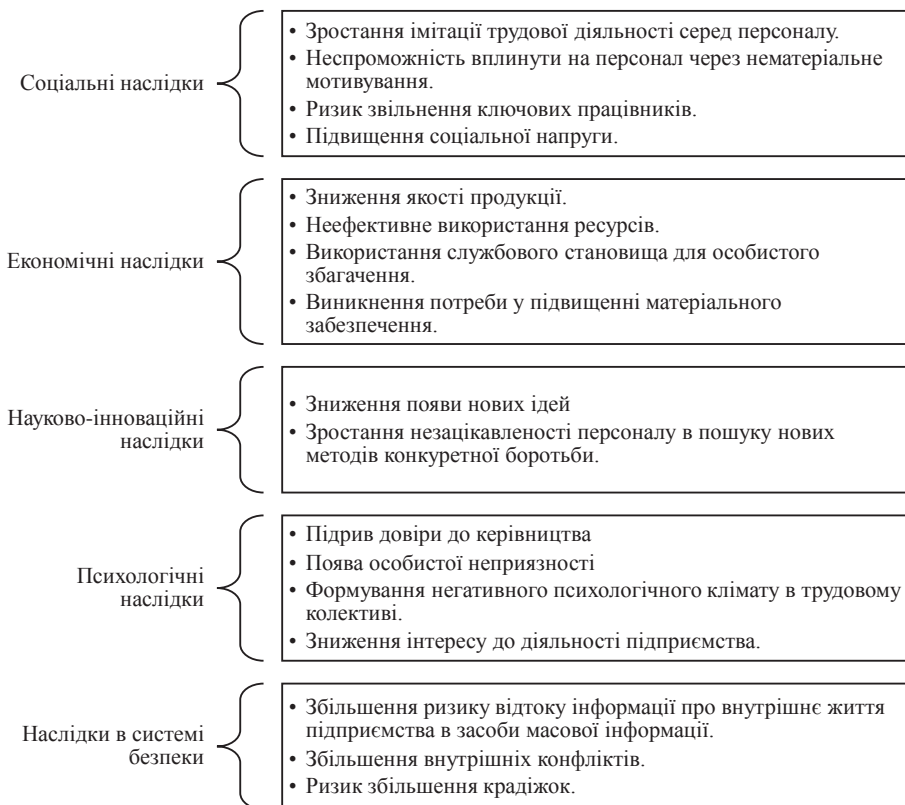 Соціальні наслідки
• Зростання імітації трудової діяльності серед персоналу.
• Неспроможність вплинути на персонал через нематеріальне
мотивування.
• Ризик звільнення ключових працівників.
• Підвищення соціальної напруги.
Економічні наслідки
• Зниження якості продукції.
• Неефективне використання ресурсів.
• Використання службового становища для особистого
збагачення.
• Виникнення потреби у підвищенні матеріального
забезпечення.
Науково-інноваційні
наслідки
• Зниження появи нових ідей
• Зростання незацікавленості персоналу в пошуку нових
методів конкуретної боротьби.
Психологічні
наслідки
• Підрив довіри до керівництва
• Поява особистої неприязності
• Формування негативного психологічного клімату в трудовому
колективі.
• Зниження інтересу до діяльності підприємства.
Наслідки в системі
безпеки
• Збільшення ризику відтоку інформації про внутрішнє життя
підприємства в засоби масової інформації.
• Збільшення внутрішніх конфліктів.
• Ризик збільшення крадіжок.